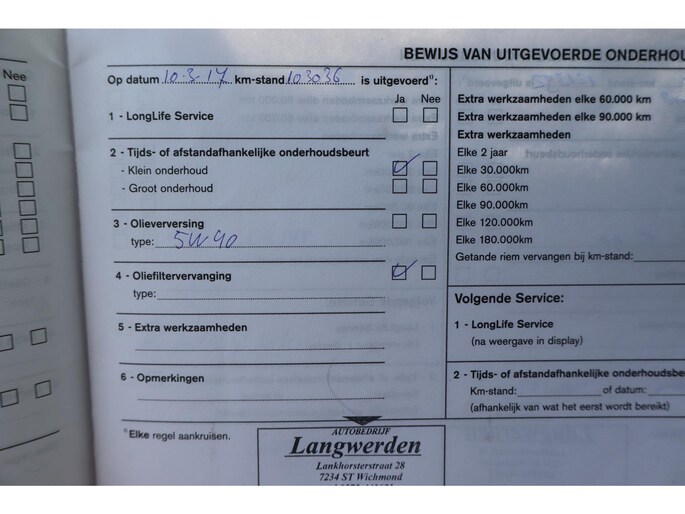 Nee
BEWIJS VAN UITGEVOERDE ONDERHOU
Op datum 10-3-17 km-stand 103036 is uitgevoerd°:
Ja Nee
1 - LongLife Service
2 - Tijds- of afstandafhankelijke onderhoudsbeurt
- Klein onderhoud
- Groot onderhoud
3 - Olieverversing
type: 5W40
4 - Oliefiltervervanging
type:
5 - Extra werkzaamheden
6 - Opmerkingen
°Elke regel aankruisen.
AUTOBEDRIJF
Langwerden
Lankhorsterstraat 28
7234 ST Wichmond
Extra werkzaamheden elke 60.000 km
Extra werkzaamheden elke 90.000 km
Extra werkzaamheden
Elke 2 jaar
Elke 30.000km
Elke 60.000km
Elke 90.000km
Elke 120.000km
Elke 180.000km
Getande riem vervangen bij km-stand:
Volgende Service:
1 - LongLife Service
(na weergave in display)
2 - Tijds- of afstandafhankelijke onderhoudsbe
Km-stand: of datum:
(afhankelijk van wat het eerst wordt bereikt)